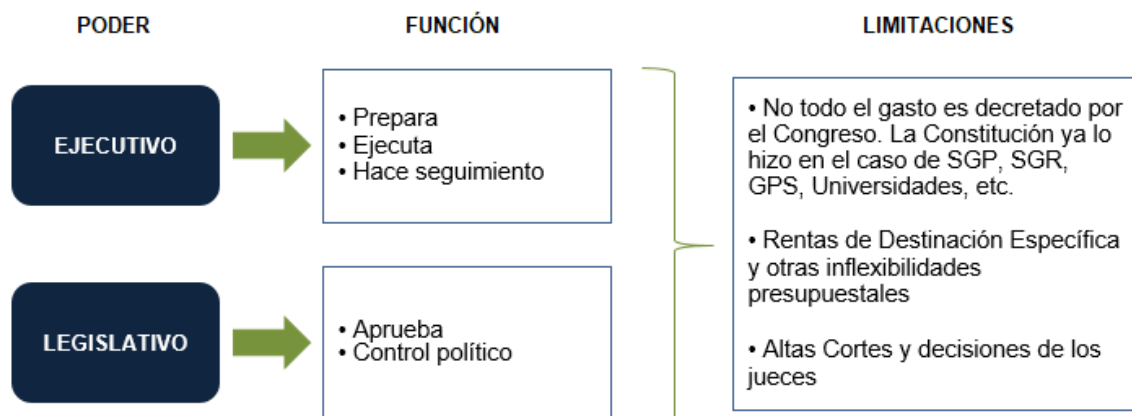 PODER
FUNCIÓN
LIMITACIONES
EJECUTIVO
• Prepara
• Ejecuta
• Hace seguimiento
LEGISLATIVO
• Aprueba
• Control político
• No todo el gasto es decretado por
el Congreso. La Constitución ya lo
hizo en el caso de SGP, SGR,
GPS, Universidades, etc.
• Rentas de Destinación Específica
y otras inflexibilidades
presupuestales
• Altas Cortes y decisiones de los
jueces